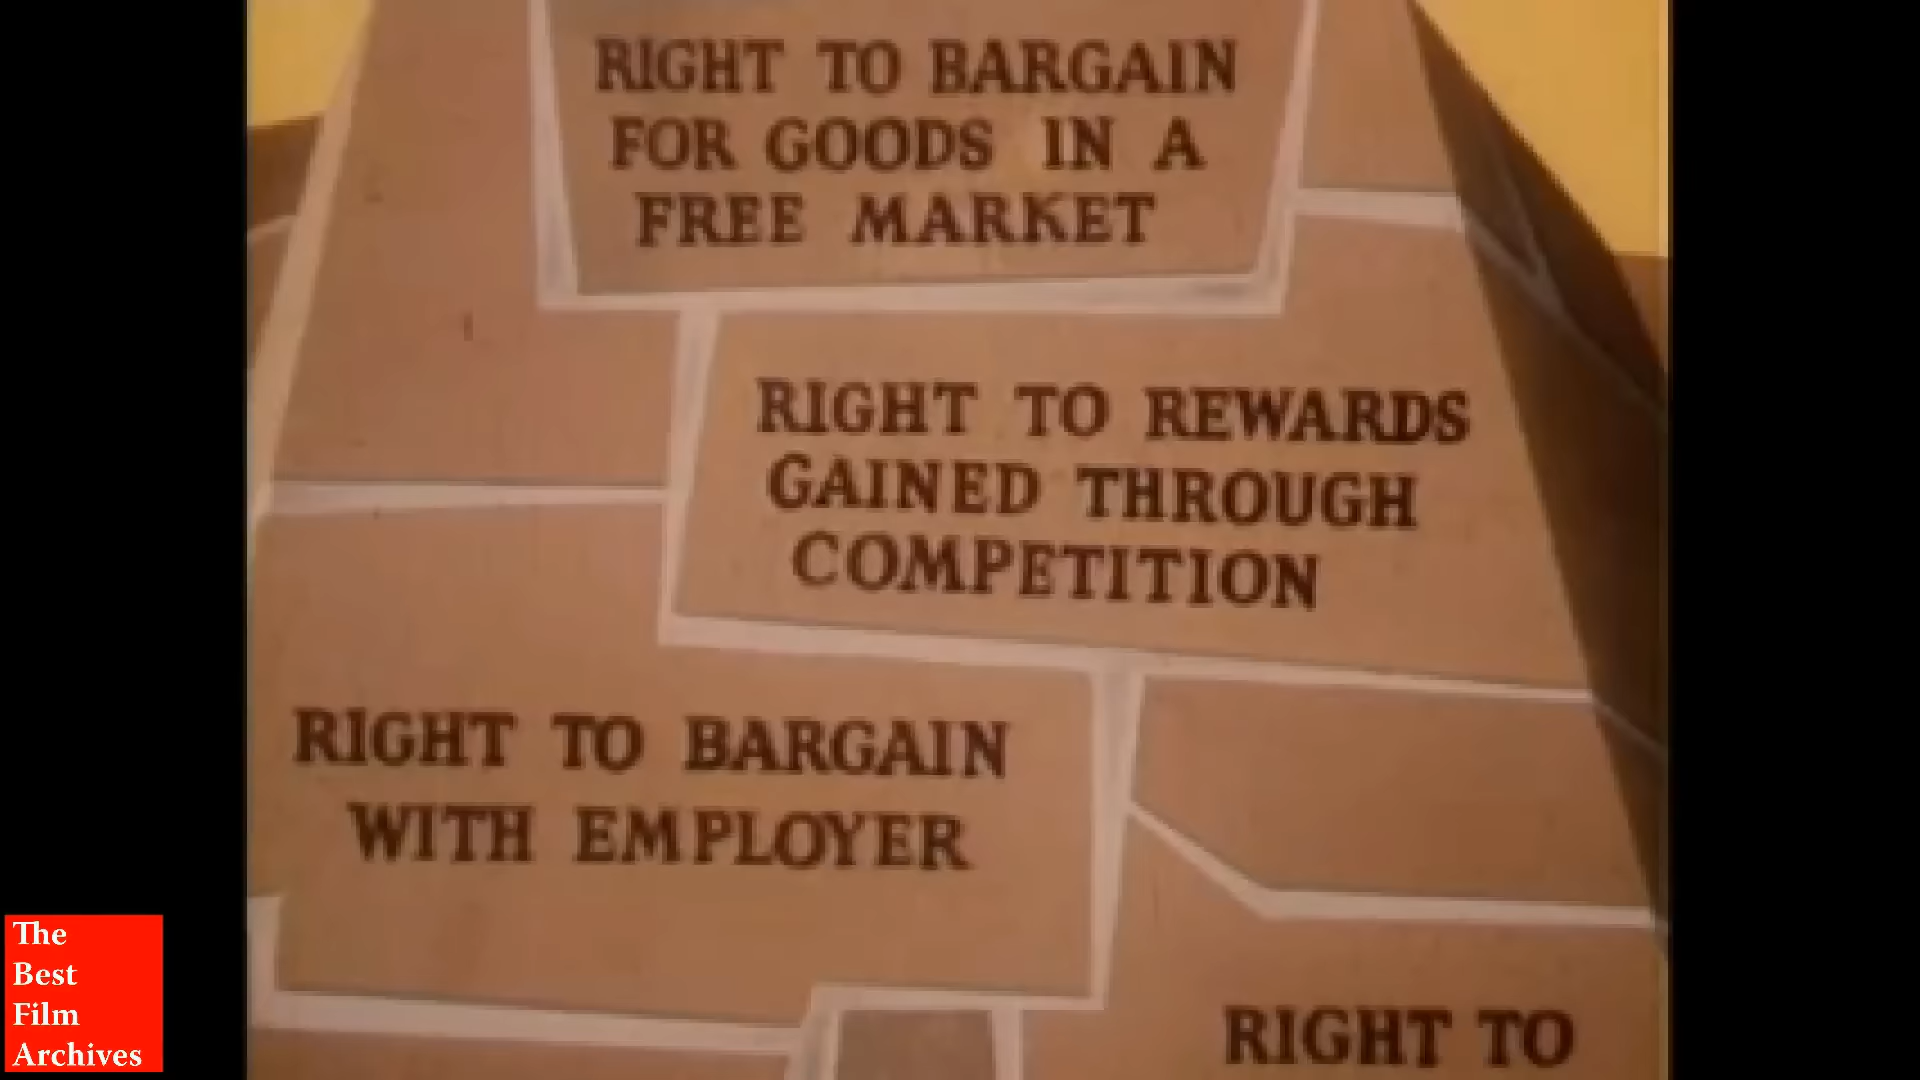 RIGHT TO BARGAIN
FOR GOODS IN A
FREE MARKET
RIGHT TO REWARDS
GAINED THROUGH
COMPETITION
RIGHT TO BARGAIN
WITH EMPLOYER
RIGHT TO
The
Best
Film
Archives